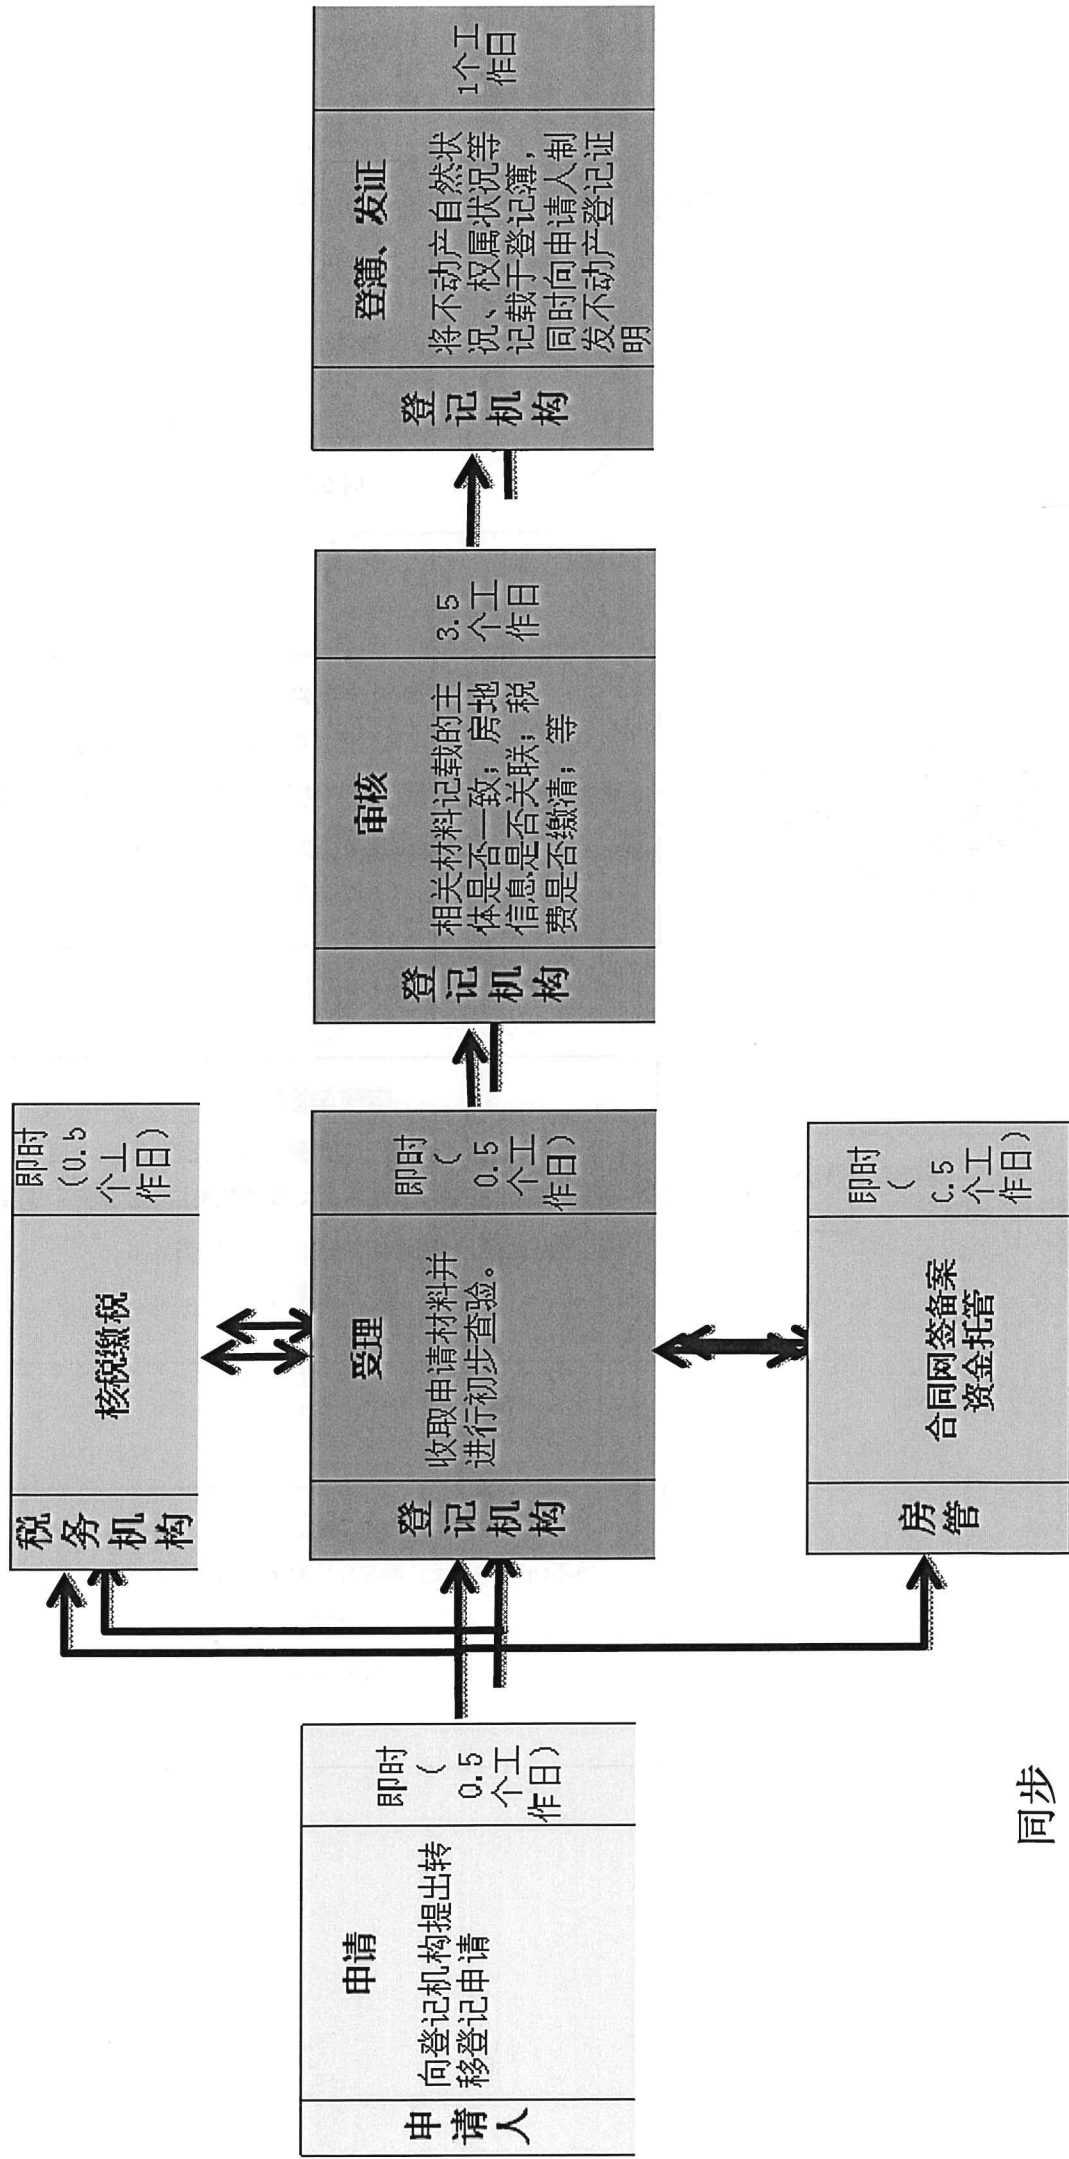 申请人
申请
向登记机构提出转
移登记申请
即时
（
0.5
个工
作日）
税务机构
核税缴税
即时
（0.5
个工
作日）
登记机构
受理
收取申请材料并
进行初步查验。
即时
（
0.5
个工
作日）
房管
合同网签备案
资金托管
即时
（
0.5
个工
作日）
登记机构
审核
相关材料记载的主
体是否一致；房地
信息是否关联；税
费是否缴清；等
3.5
个工
作日
登记机构
登簿、发证
将不动产自然状
况、权属状况等
记载于登记簿，
同时向申请人制
发不动产登记证
明
1个工
作日
同步